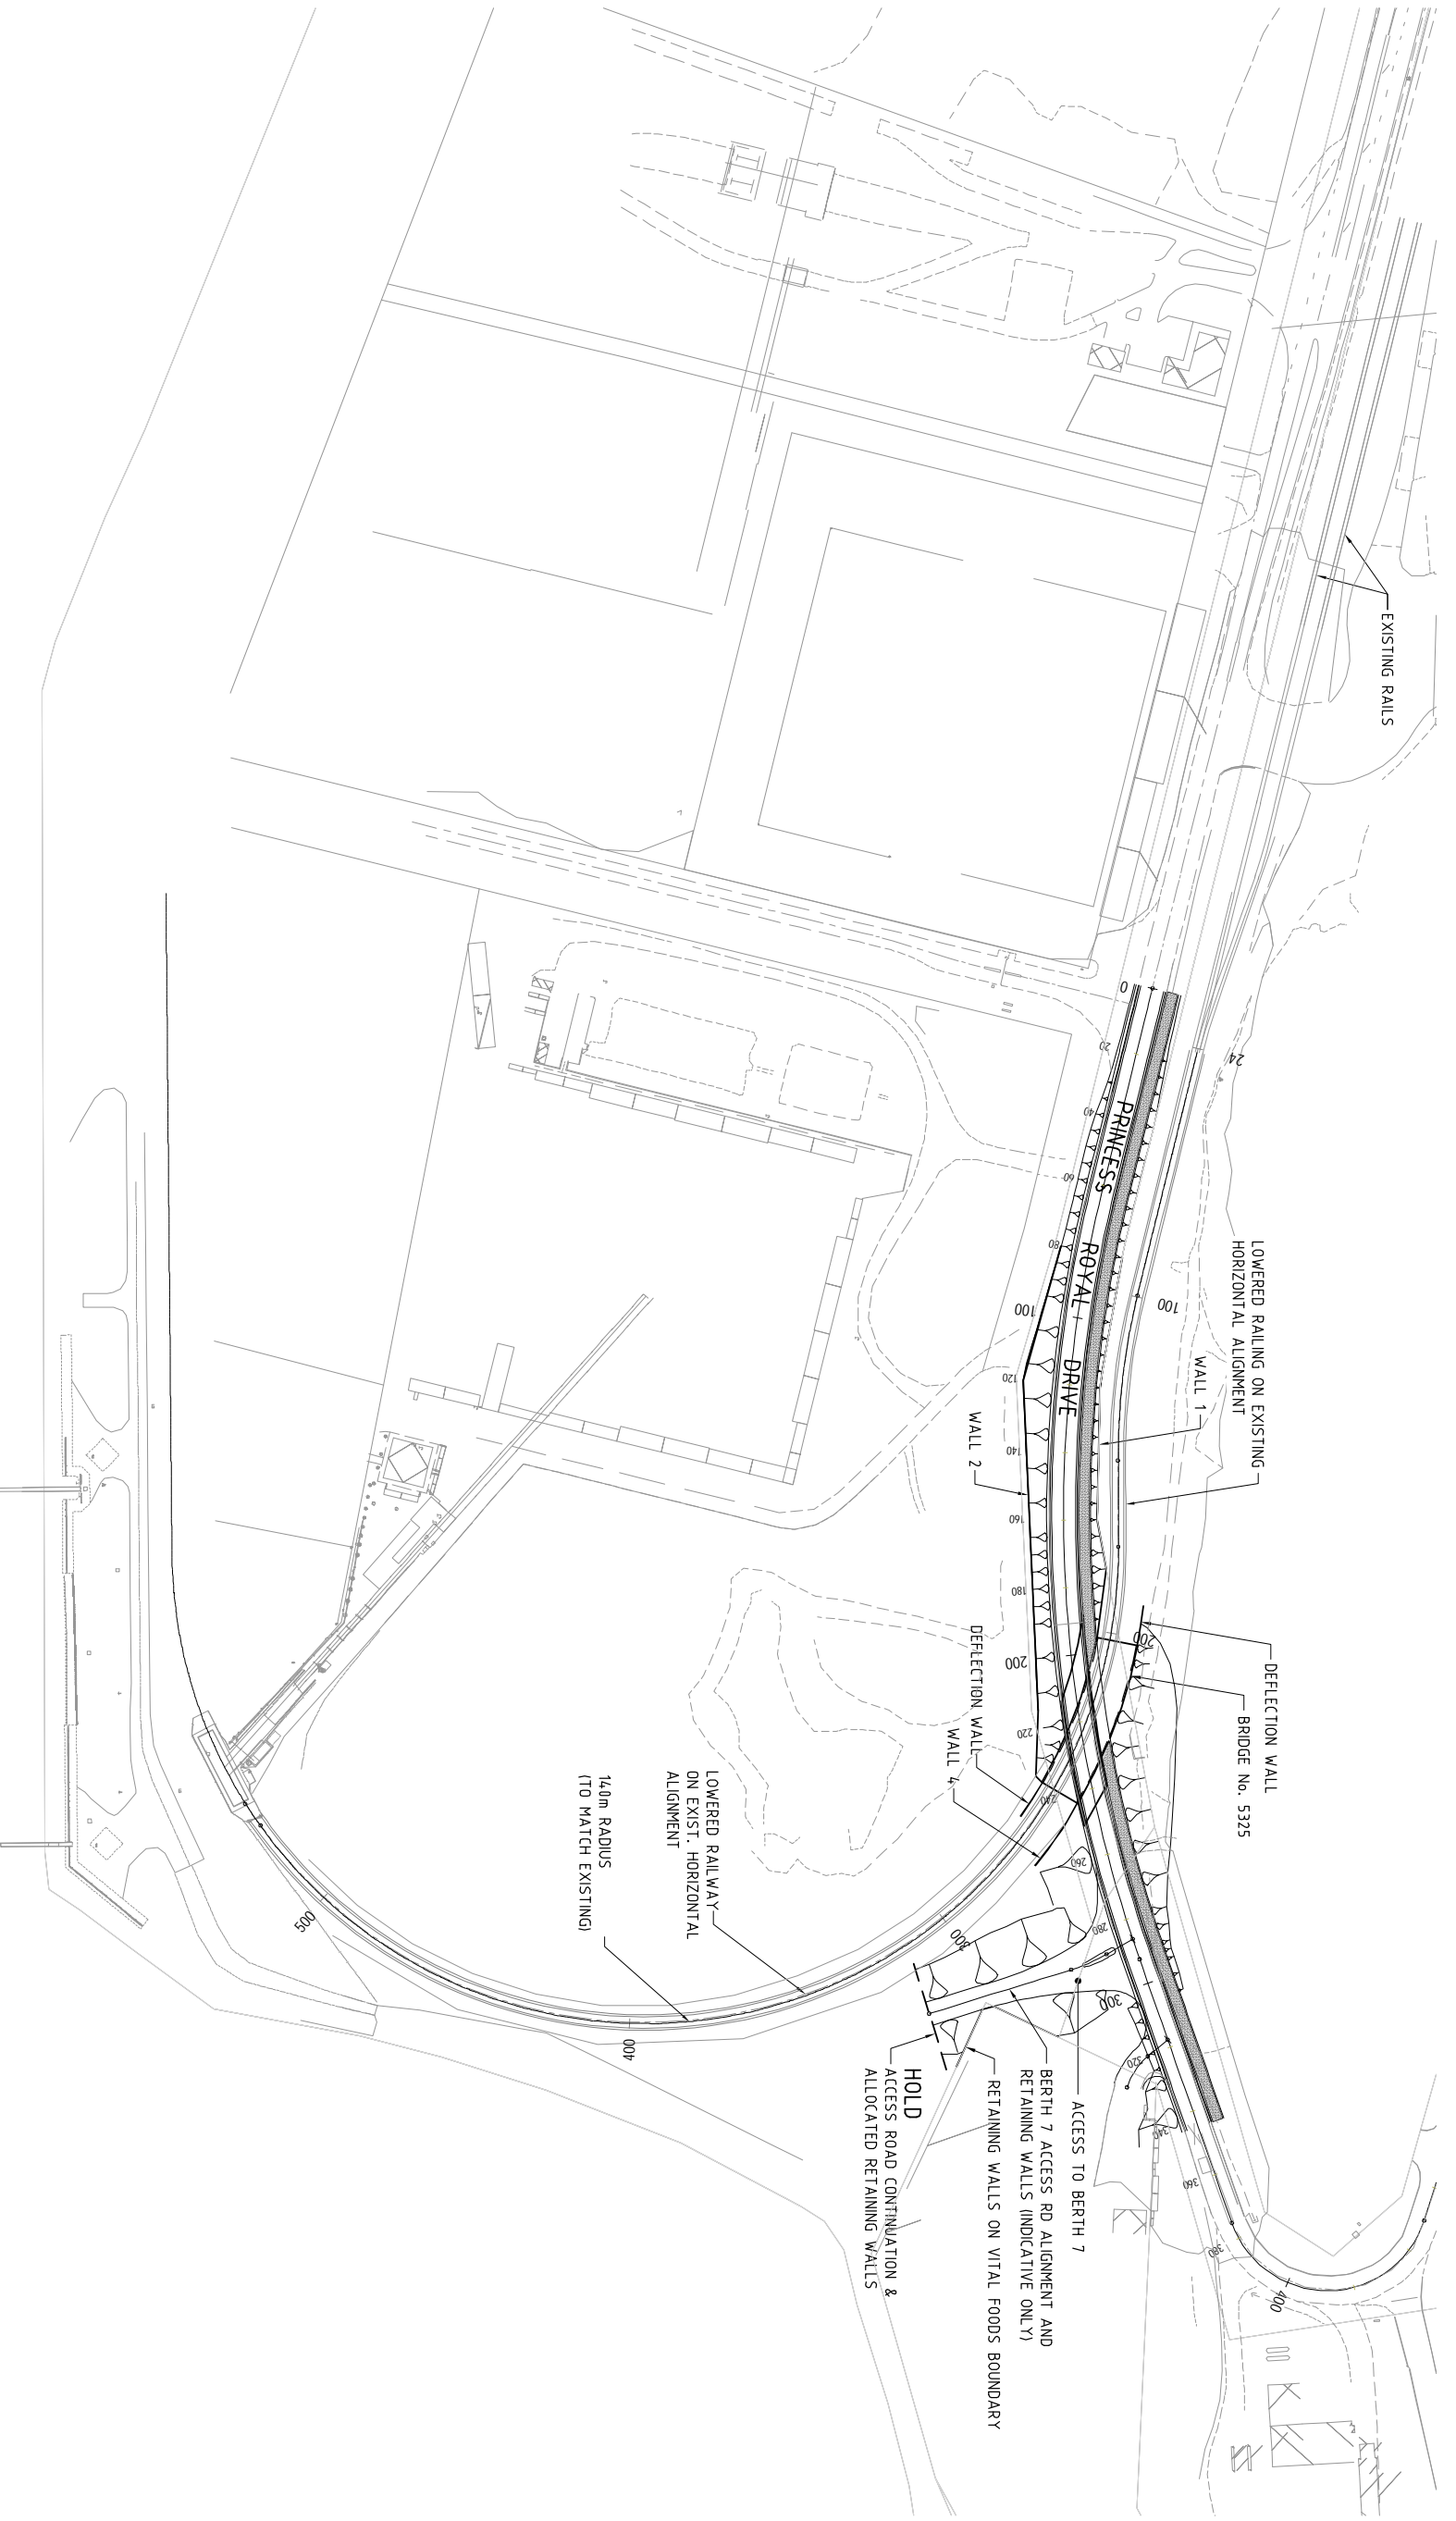 EXISTING RAILS
LOWERED RAILING ON EXISTING
HORIZONTAL ALIGNMENT
WALL 1
DEFLECTION WALL
BRIDGE No. 5325
PRINCESS ROYAL DRIVE
0
20
40
60
80
100
120
140
160
180
200
220
240
260
280
300
320
340
360
380
400
24
100
200
300
400
500
WALL 2
DEFLECTION WALL
WALL 4
LOWERED RAILWAY
ON EXIST. HORIZONTAL
ALIGNMENT
140m RADIUS
(TO MATCH EXISTING)
ACCESS TO BERTH 7
BERTH 7 ACCESS RD ALIGNMENT AND
RETAINING WALLS (INDICATIVE ONLY)
RETAINING WALLS ON VITAL FOODS BOUNDARY
HOLD
ACCESS ROAD CONTINUATION &
ALLOCATED RETAINING WALLS